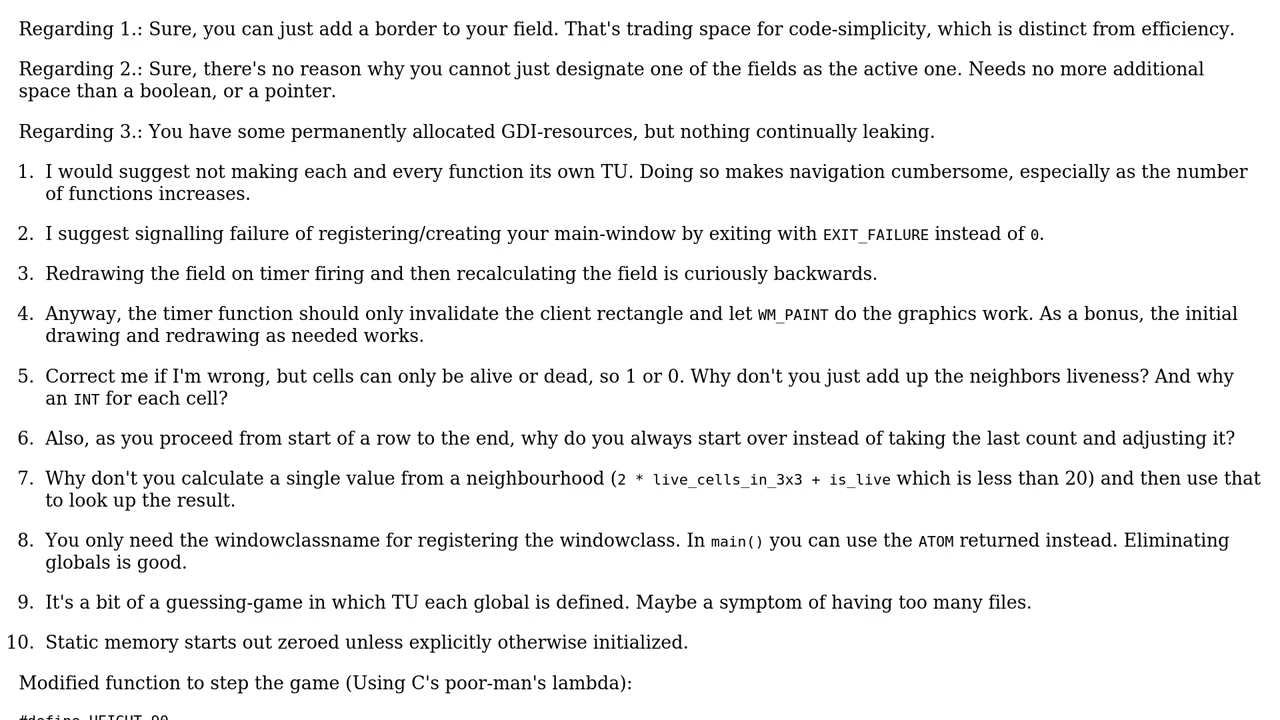 Regarding 1.: Sure, you can just add a border to your field. That's trading space for code-simplicity, which is distinct from efficiency.
Regarding 2.: Sure, there's no reason why you cannot just designate one of the fields as the active one. Needs no more additional
space than a boolean, or a pointer.
Regarding 3.: You have some permanently allocated GDI-resources, but nothing continually leaking.
1. I would suggest not making each and every function its own TU. Doing so makes navigation cumbersome, especially as the number
of functions increases.
2. I suggest signalling failure of registering/creating your main-window by exiting with EXIT_FAILURE instead of 0.
3. Redrawing the field on timer firing and then recalculating the field is curiously backwards.
4. Anyway, the timer function should only invalidate the client rectangle and let WM_PAINT do the graphics work. As a bonus, the initial
drawing and redrawing as needed works.
5. Correct me if I'm wrong, but cells can only be alive or dead, so 1 or 0. Why don't you just add up the neighbors liveness? And why
an INT for each cell?
6. Also, as you proceed from start of a row to the end, why do you always start over instead of taking the last count and adjusting it?
7. Why don't you calculate a single value from a neighbourhood (2 * live_cells_in_3x3 + is_live which is less than 20) and then use that
to look up the result.
8. You only need the windowclassname for registering the windowclass. In main() you can use the ATOM returned instead. Eliminating
globals is good.
9. It's a bit of a guessing-game in which TU each global is defined. Maybe a symptom of having too many files.
10. Static memory starts out zeroed unless explicitly otherwise initialized.
Modified function to step the game (Using C's poor-man's lambda):
#define HEIGHT 90